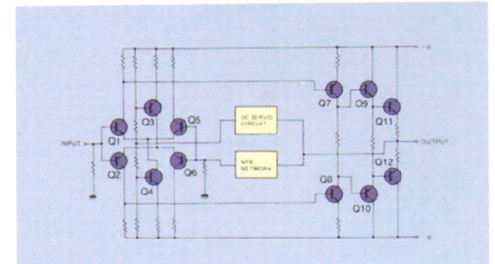 Q7
Q9
Q3
Q5
Q11
Q1
DC SERVO
CIRCUIT
INPUT
OUTPUT
Q2
Q6
NFB
NETWORK
Q12
Q4
Q8
Q10